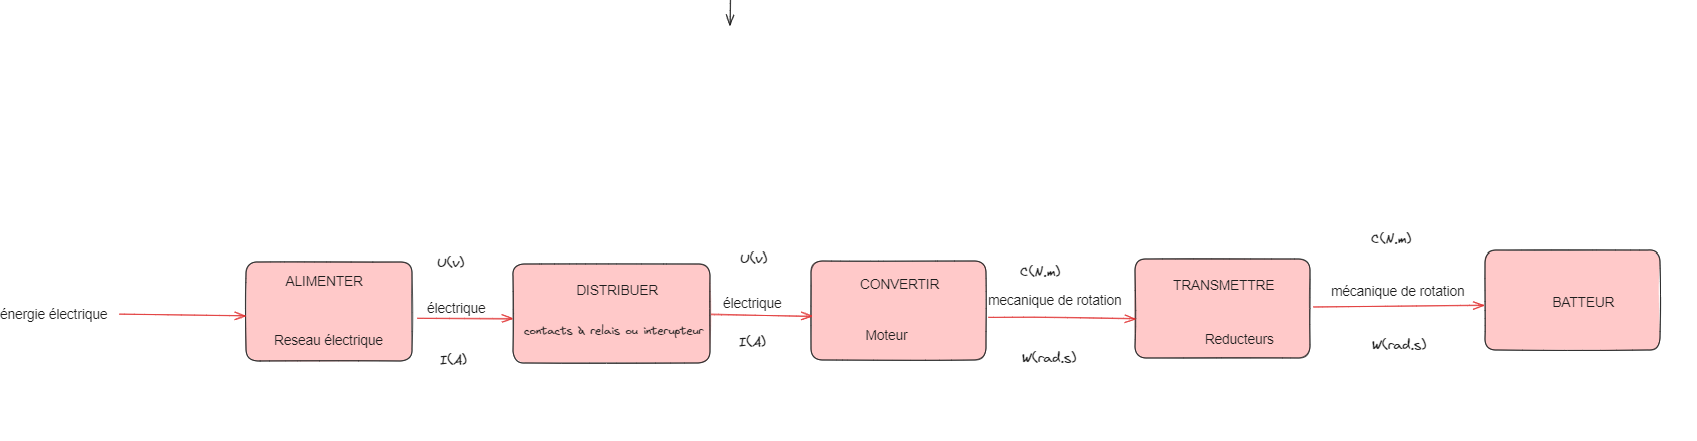 énergie électrique
ALIMENTER
Reseau électrique
U(v)
électrique
I(A)
DISTRIBUER
contacts à relais ou interupteur
U(v)
électrique
I(A)
CONVERTIR
Moteur
C(N.m)
mecanique de rotation
W(rad.s)
TRANSMETTRE
Reducteurs
C(N.m)
mécanique de rotation
W(rad.s)
BATTEUR